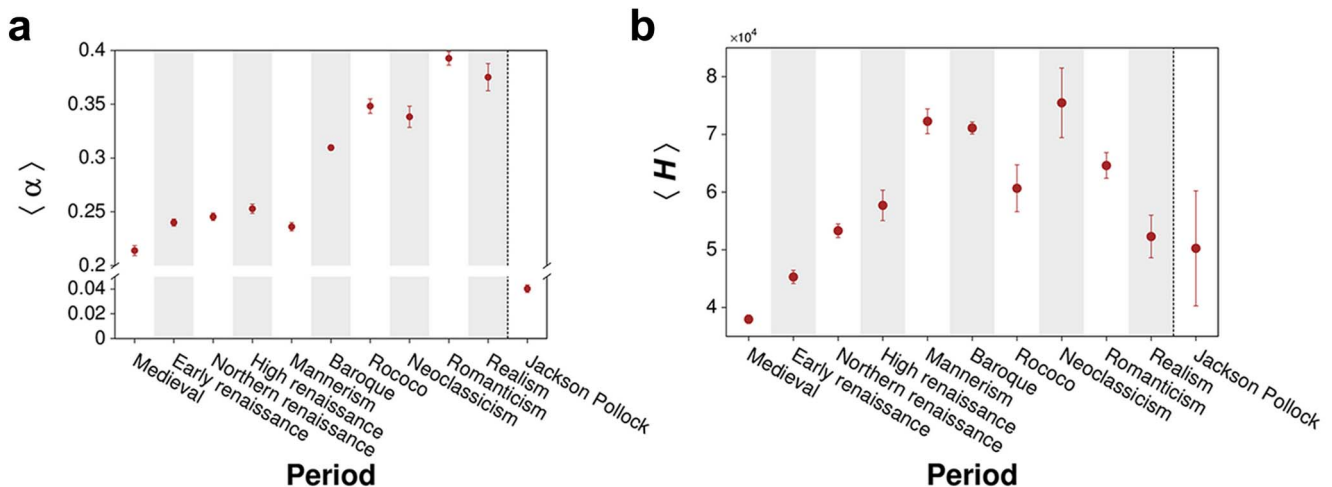 a
0.4
0.35
0.3
0.25
0.2
0.04
0.02
0
⟨ α ⟩
Medieval
Early renaissance
Northern renaissance
High renaissance
Mannerism
Baroque
Rococo
Neoclassicism
Romanticism
Realism
Jackson Pollock
Period
b
×10⁴
8
7
6
5
4
⟨ H ⟩
Medieval
Early renaissance
Northern renaissance
High renaissance
Mannerism
Baroque
Rococo
Neoclassicism
Romanticism
Realism
Jackson Pollock
Period